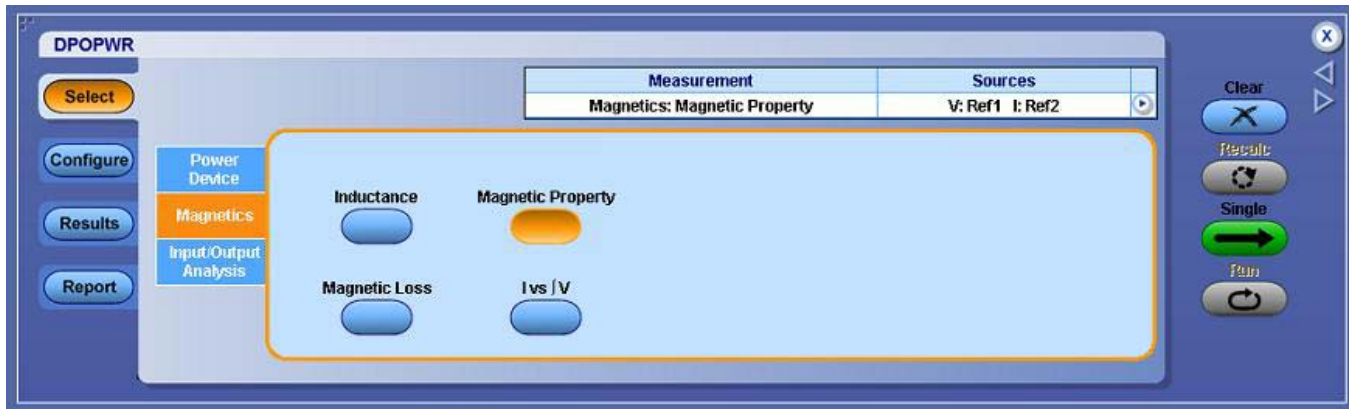 DPOPWR
Select
Configure
Results
Report
Measurement Sources
Magnetics: Magnetic Property V: Ref1 I: Ref2
Power
Device
Magnetics
Input/Output
Analysis
Inductance Magnetic Property
Magnetic Loss I vs ∫V
X
Clear
Recalc
Single
Run